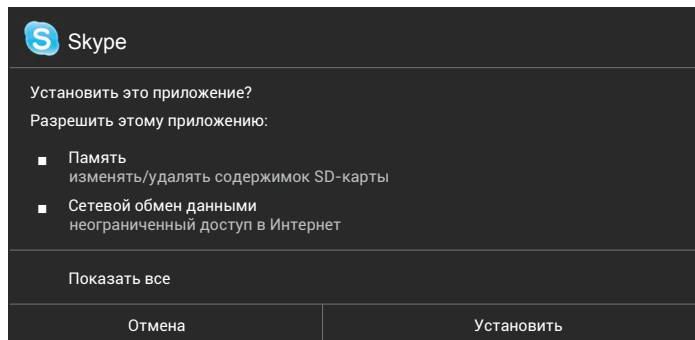 S Skype
Установить это приложение?
Разрешить этому приложению:
Память
изменять/удалять содержимок SD-карты
Сетевой обмен данными
неограниченный доступ в Интернет
Показать все
Отмена Установить